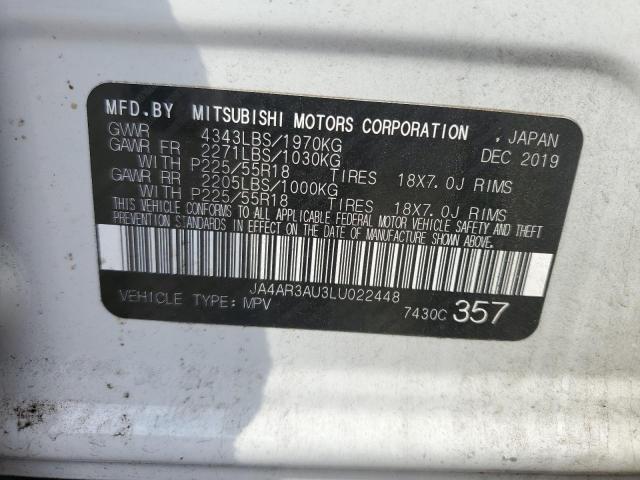 MFD.BY MITSUBISHI MOTORS CORPORATION , JAPAN
GVWR 4343LBS/1970KG DEC 2019
GAWR FR 2271LBS/1030KG
WITH P225/55R18 TIRES 18X7.0J RIMS
GAWR RR 2205LBS/1000KG
WITH P225/55R18 TIRES 18X7.0J RIMS
THIS VEHICLE CONFORMS TO ALL APPLICABLE FEDERAL MOTOR VEHICLE SAFETY AND THEFT
PREVENTION STANDARDS IN EFFECT ON THE DATE OF MANUFACTURE SHOWN ABOVE.
JA4AR3AU3LU022448
VEHICLE TYPE: MPV 7430C 357